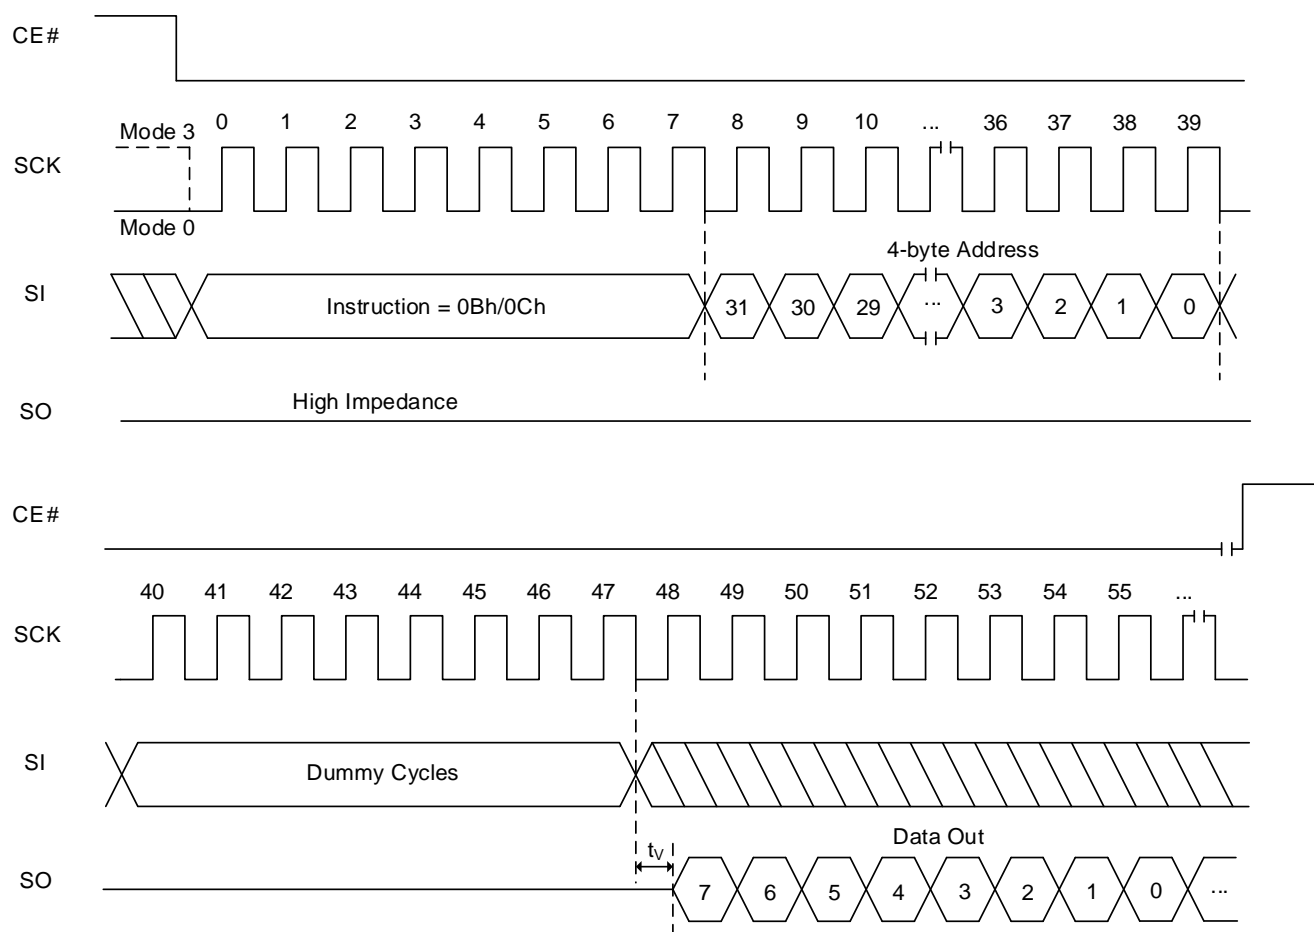 CE#
Mode 3 0 1 2 3 4 5 6 7 8 9 10 ... 36 37 38 39
SCK
Mode 0
4-byte Address
SI Instruction = 0Bh/0Ch 31 30 29 ... 3 2 1 0
High Impedance
SO
CE#
40 41 42 43 44 45 46 47 48 49 50 51 52 53 54 55 ...
SCK
SI Dummy Cycles
Data Out
tV
SO 7 6 5 4 3 2 1 0 ...